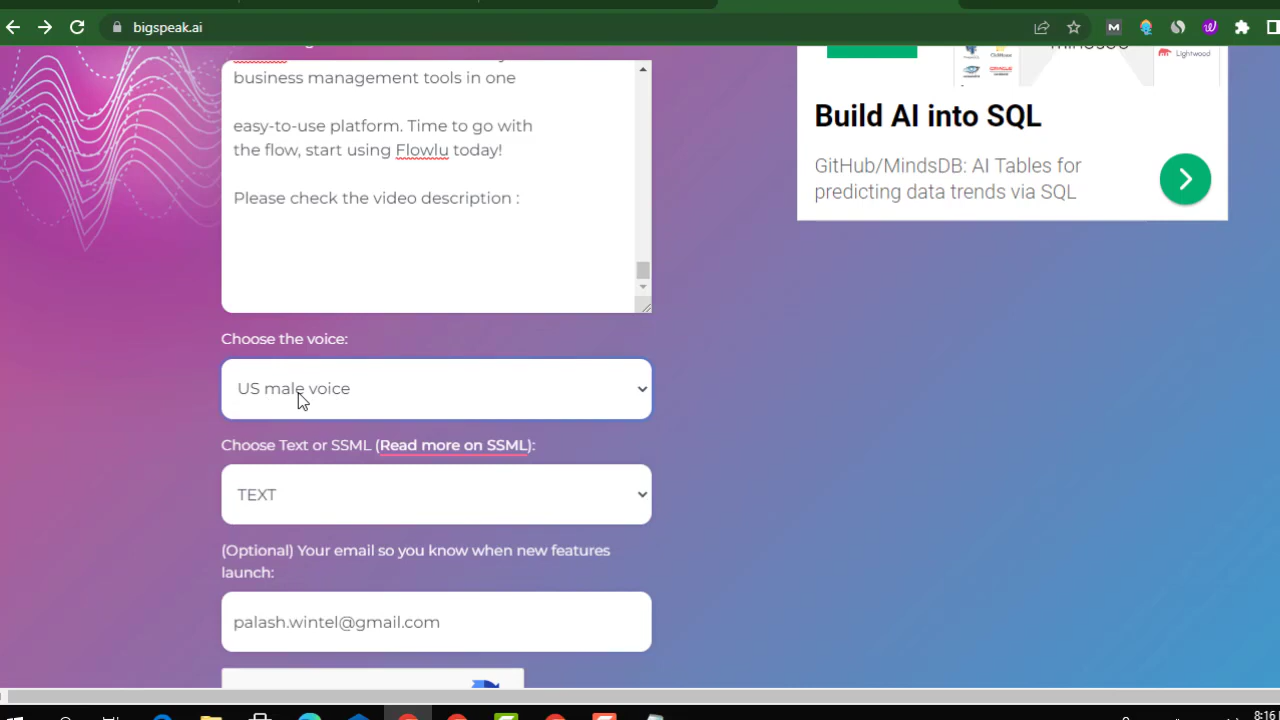 bigspeak.ai
business management tools in one
easy-to-use platform. Time to go with
the flow, start using Flowlu today!
Please check the video description :
Choose the voice:
US male voice
Choose Text or SSML (Read more on SSML):
TEXT
(Optional) Your email so you know when new features
launch:
palash.wintel@gmail.com
Build AI into SQL
GitHub/MindsDB: AI Tables for
predicting data trends via SQL
Lightwood
8:16